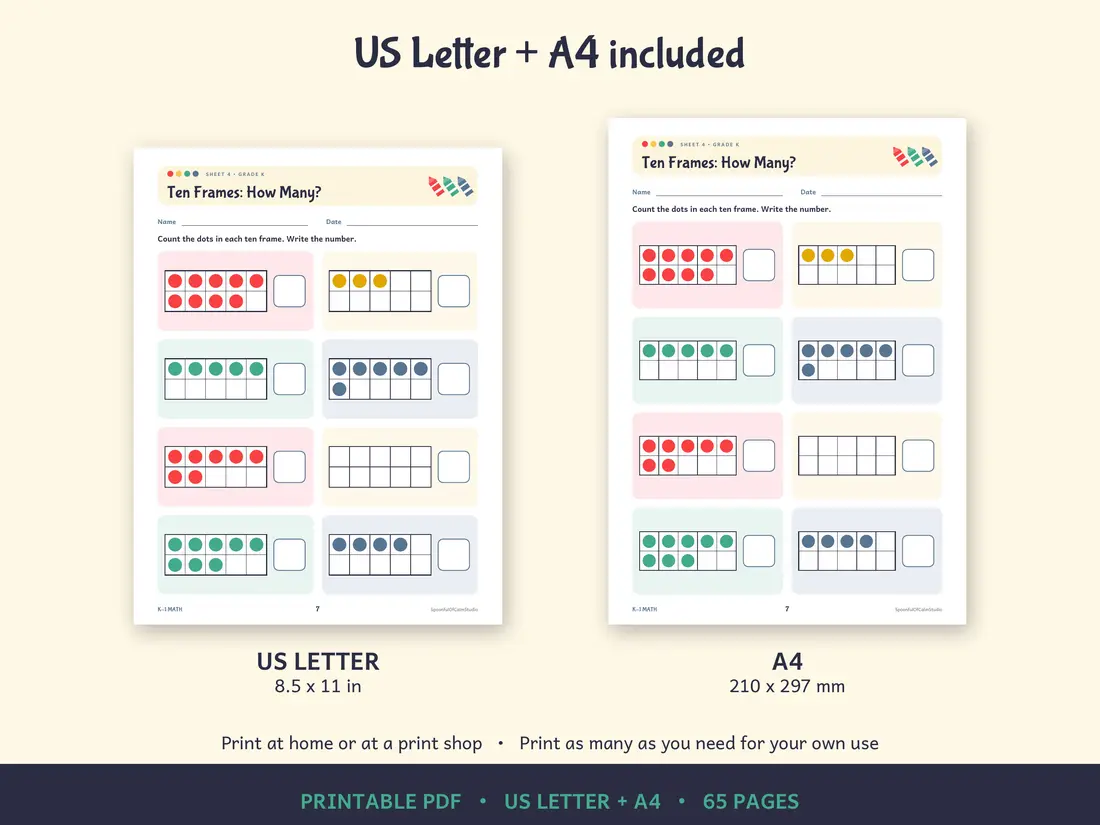 US Letter + A4 included
SHEET 4 • GRADE K
Ten Frames: How Many?
Name
Date
Count the dots in each ten frame. Write the number.
K–1 MATH
7
SpoonfulOfCalmStudio
SHEET 4 • GRADE K
Ten Frames: How Many?
Name
Date
Count the dots in each ten frame. Write the number.
K–1 MATH
7
SpoonfulOfCalmStudio
US LETTER
8.5 x 11 in
A4
210 x 297 mm
Print at home or at a print shop • Print as many as you need for your own use
PRINTABLE PDF • US LETTER + A4 • 65 PAGES